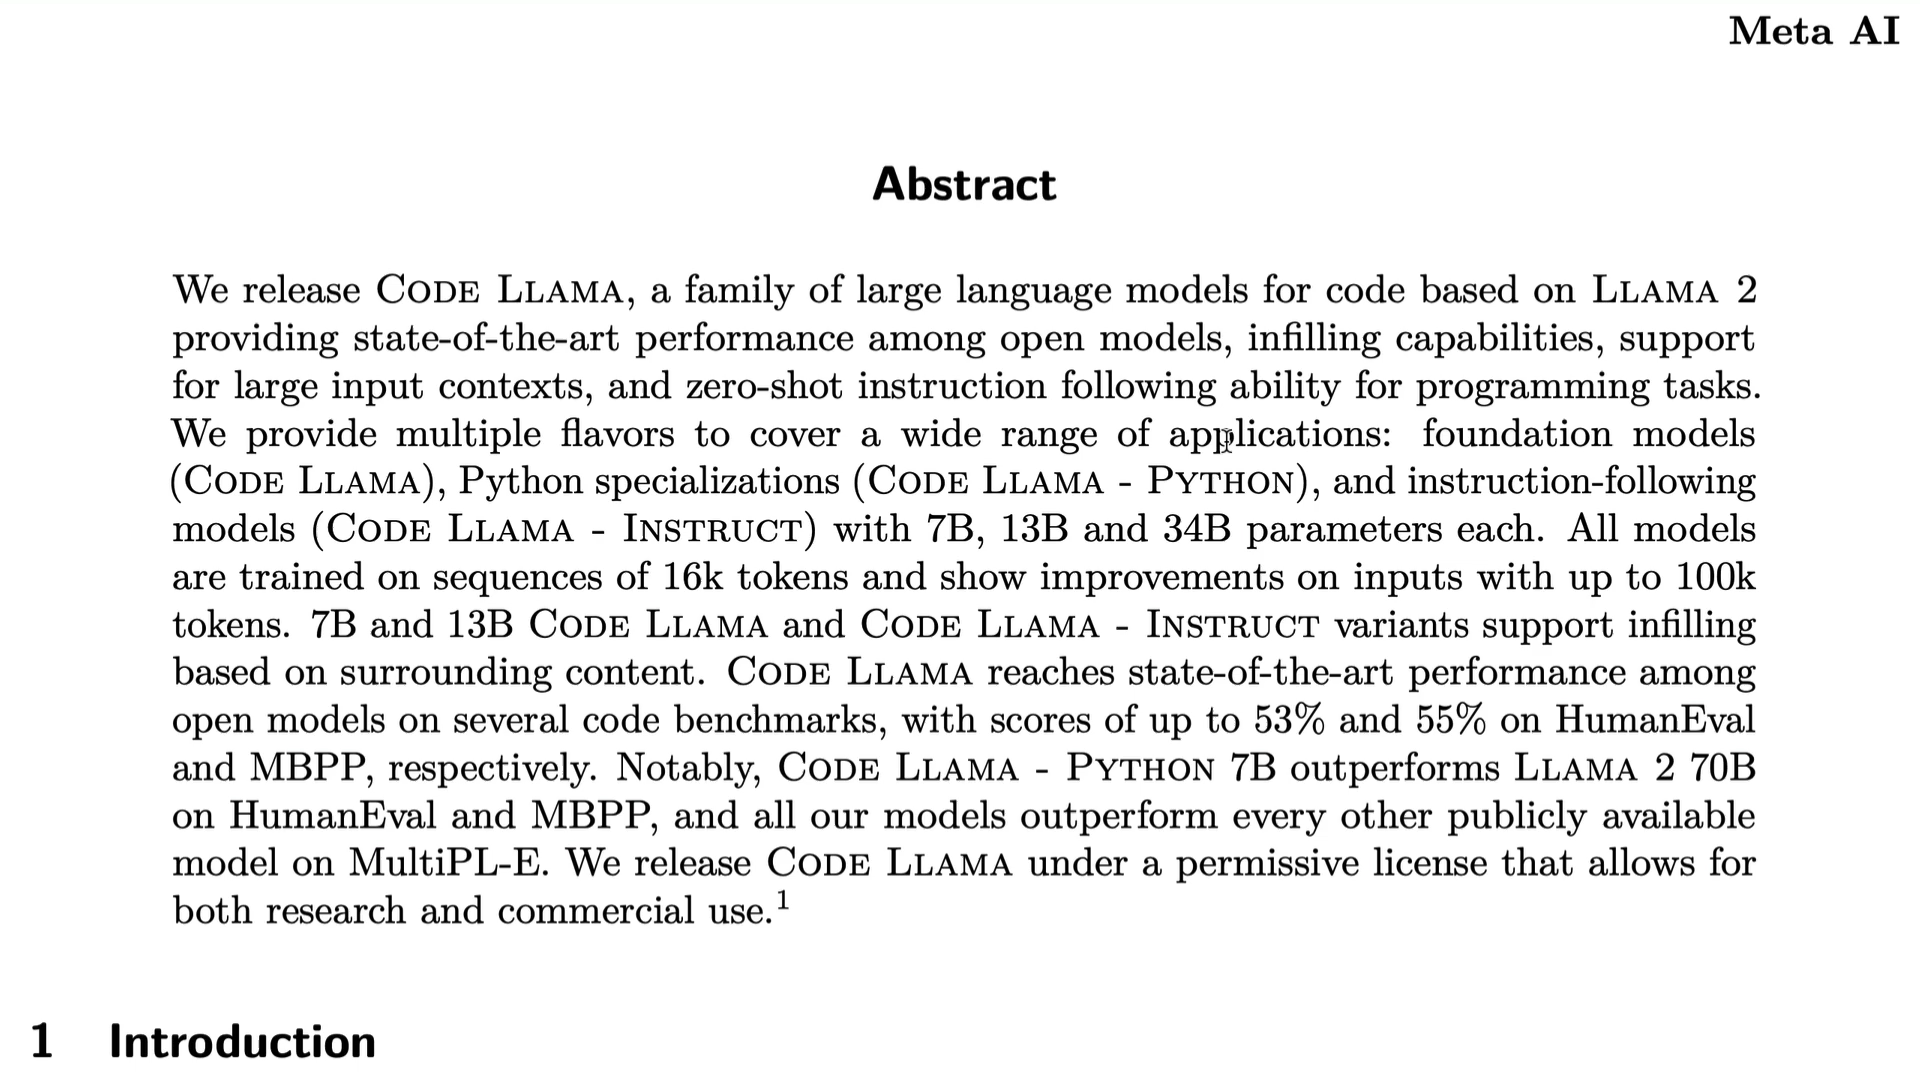 Meta AI
Abstract
We release Code Llama, a family of large language models for code based on Llama 2
providing state-of-the-art performance among open models, infilling capabilities, support
for large input contexts, and zero-shot instruction following ability for programming tasks.
We provide multiple flavors to cover a wide range of applications: foundation models
(Code Llama), Python specializations (Code Llama - Python), and instruction-following
models (Code Llama - Instruct) with 7B, 13B and 34B parameters each. All models
are trained on sequences of 16k tokens and show improvements on inputs with up to 100k
tokens. 7B and 13B Code Llama and Code Llama - Instruct variants support infilling
based on surrounding content. Code Llama reaches state-of-the-art performance among
open models on several code benchmarks, with scores of up to 53% and 55% on HumanEval
and MBPP, respectively. Notably, Code Llama - Python 7B outperforms Llama 2 70B
on HumanEval and MBPP, and all our models outperform every other publicly available
model on MultiPL-E. We release Code Llama under a permissive license that allows for
both research and commercial use.¹
1 Introduction